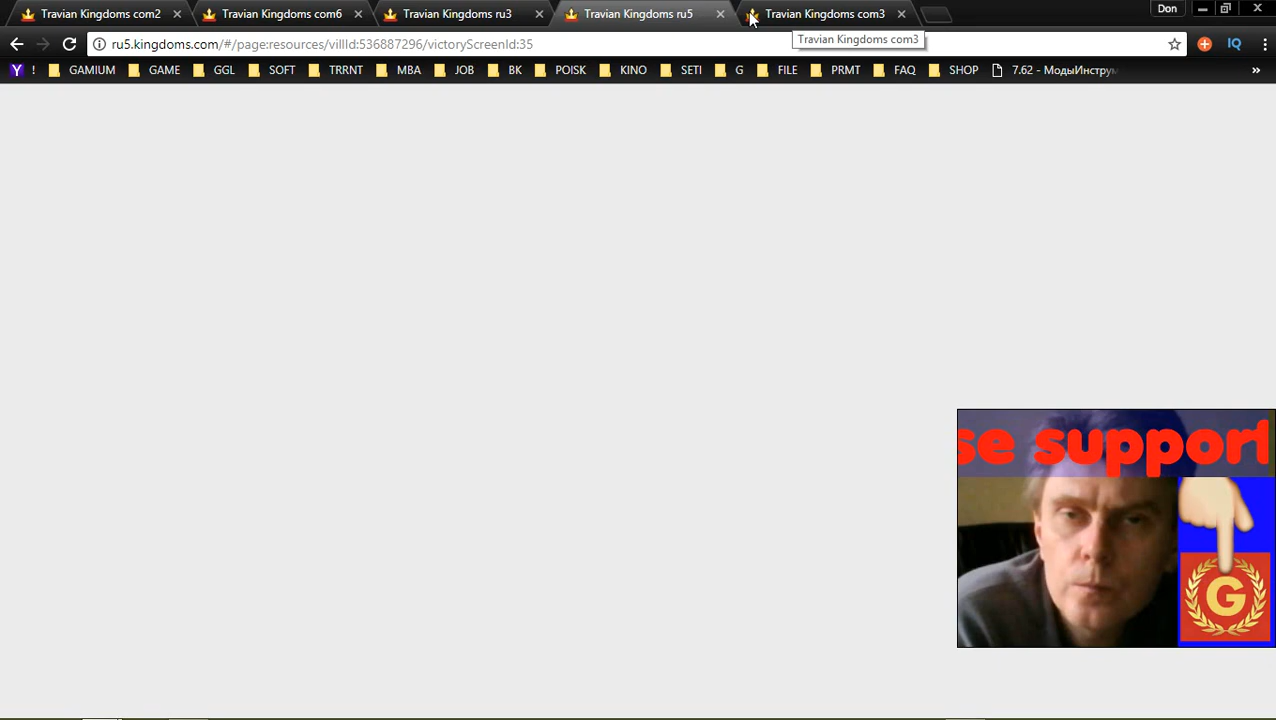 Travian Kingdoms com2
Travian Kingdoms com6
Travian Kingdoms ru3
Travian Kingdoms ru5
Travian Kingdoms com3
Don
ru5.kingdoms.com/#/page:resources/villId:536887296/victoryScreenId:35
Travian Kingdoms com3
IQ
Y ! GAMIUM GAME GGL SOFT TRRNT MBA JOB BK POISK KINO SETI G FILE PRMT FAQ SHOP 7.62 - МодыИнструм »
se support
G